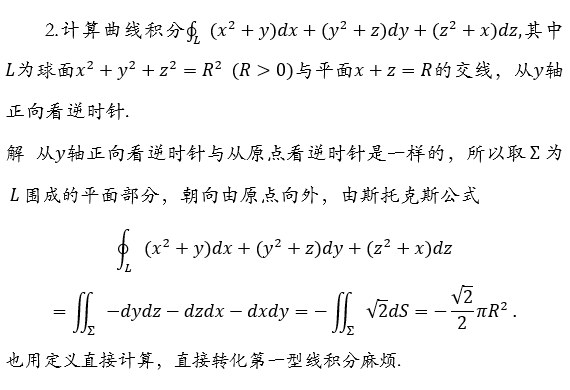 2.计算曲线积分∮_L (x² + y)dx + (y² + z)dy + (z² + x)dz,其中
L为球面x² + y² + z² = R² (R > 0)与平面x + z = R的交线，从y轴
正向看逆时针.
解 从y轴正向看逆时针与从原点看逆时针是一样的，所以取 Σ 为
L 围成的平面部分，朝向由原点向外，由斯托克斯公式
∮_L (x² + y)dx + (y² + z)dy + (z² + x)dz
= ∬_Σ −dydz − dzdx − dxdy = − ∬_Σ √2dS = −(√2/2)πR² .
也用定义直接计算，直接转化第一型线积分麻烦.